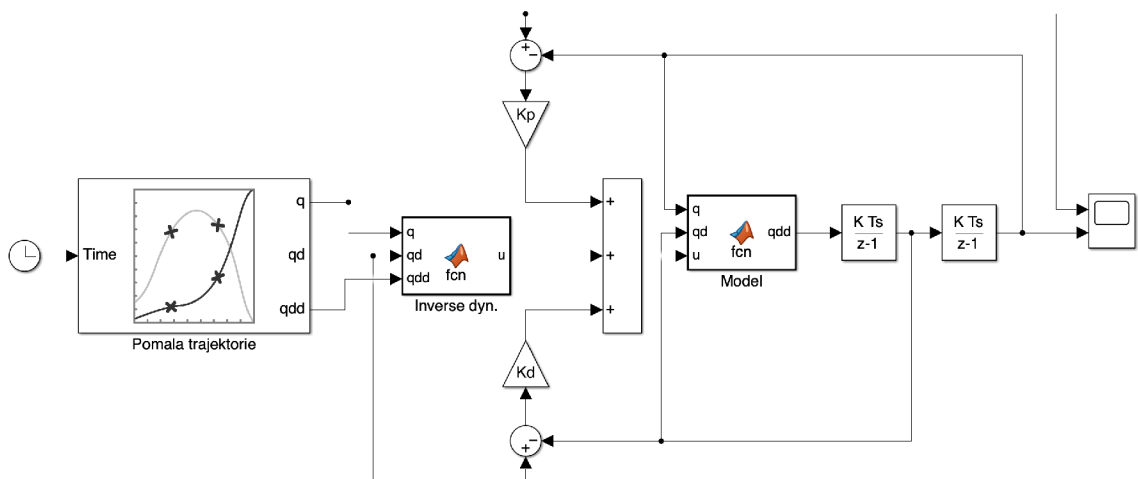 +
−
Kp
q
Time
qd
qdd
Pomala trajektorie
q
qd
qdd
u
fcn
Inverse dyn.
+
+
+
Kd
−
+
q
qd
u
qdd
fcn
Model
K Ts
z-1
K Ts
z-1